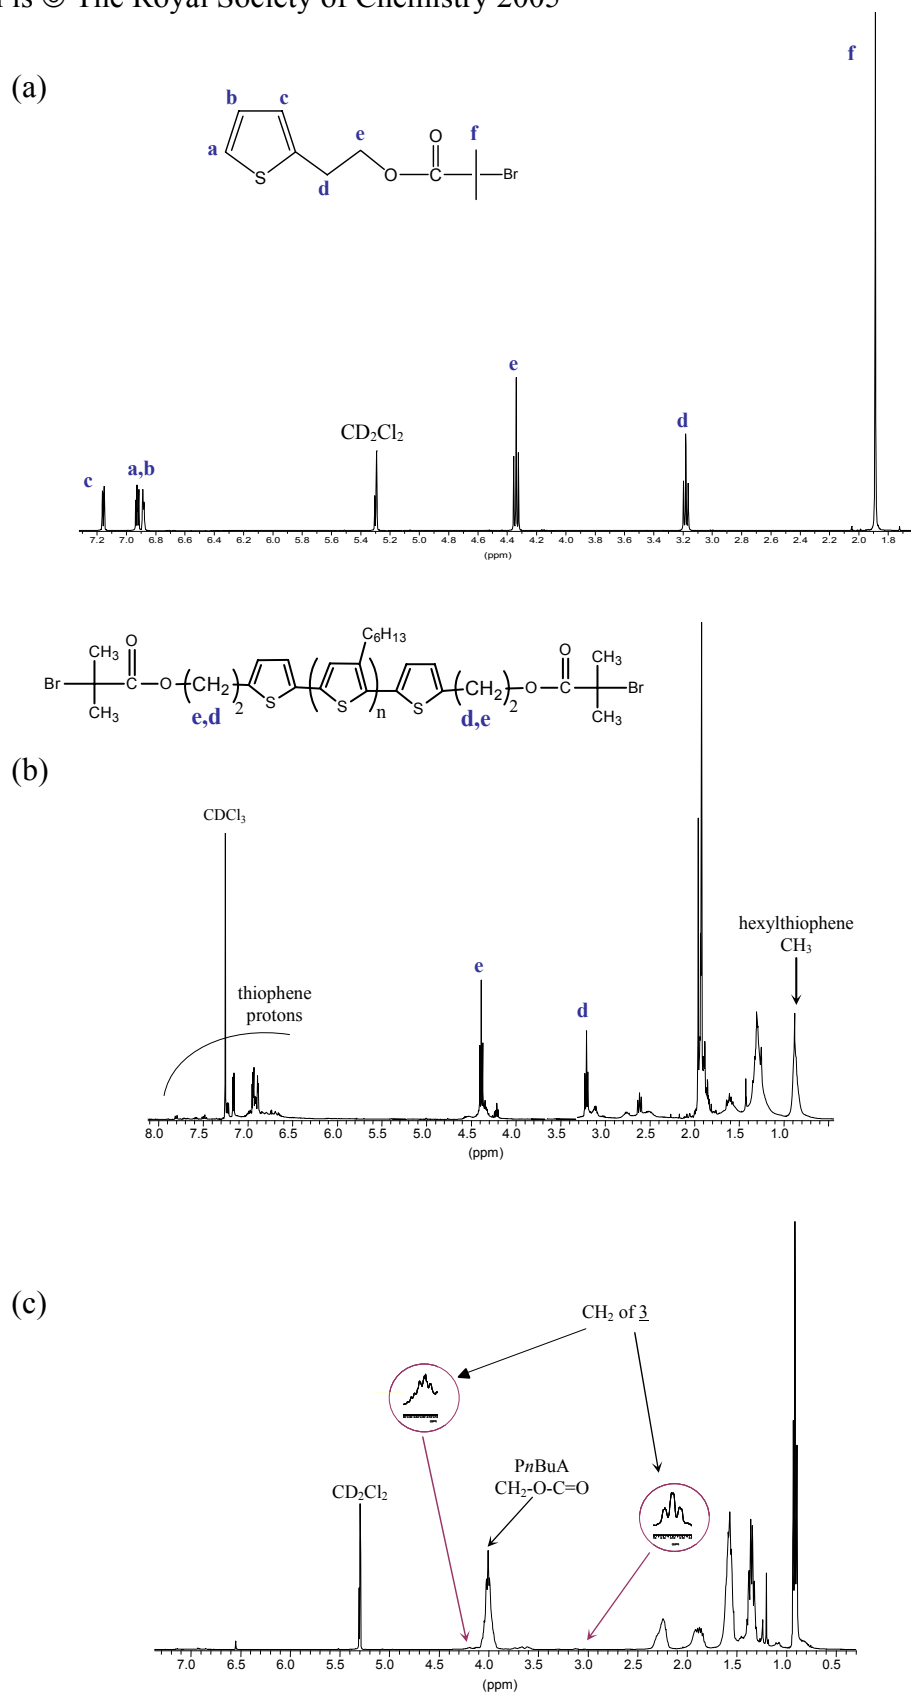 l is © The Royal Society of Chemistry 2005
(a)
f
b
c
a
S
d
e
O
O
C
f
Br
c
a,b
CD₂Cl₂
e
d
7.2 7.0 6.8 6.6 6.4 6.2 6.0 5.8 5.6 5.4 5.2 5.0 4.8 4.6 4.4 4.2 4.0 3.8 3.6 3.4 3.2 3.0 2.8 2.6 2.4 2.2 2.0 1.8
(ppm)
Br
CH₃
CH₃
O
O
(CH₂)₂
e,d
S
C₆H₁₃
S
n
S
(CH₂)₂
d,e
O
O
CH₃
CH₃
Br
(b)
CDCl₃
thiophene
protons
e
d
hexylthiophene
CH₃
8.0 7.5 7.0 6.5 6.0 5.5 5.0 4.5 4.0 3.5 3.0 2.5 2.0 1.5 1.0
(ppm)
(c)
CH₂ of 3
PnBuA
CH₂-O-C=O
CD₂Cl₂
7.0 6.5 6.0 5.5 5.0 4.5 4.0 3.5 3.0 2.5 2.0 1.5 1.0 0.5
(ppm)